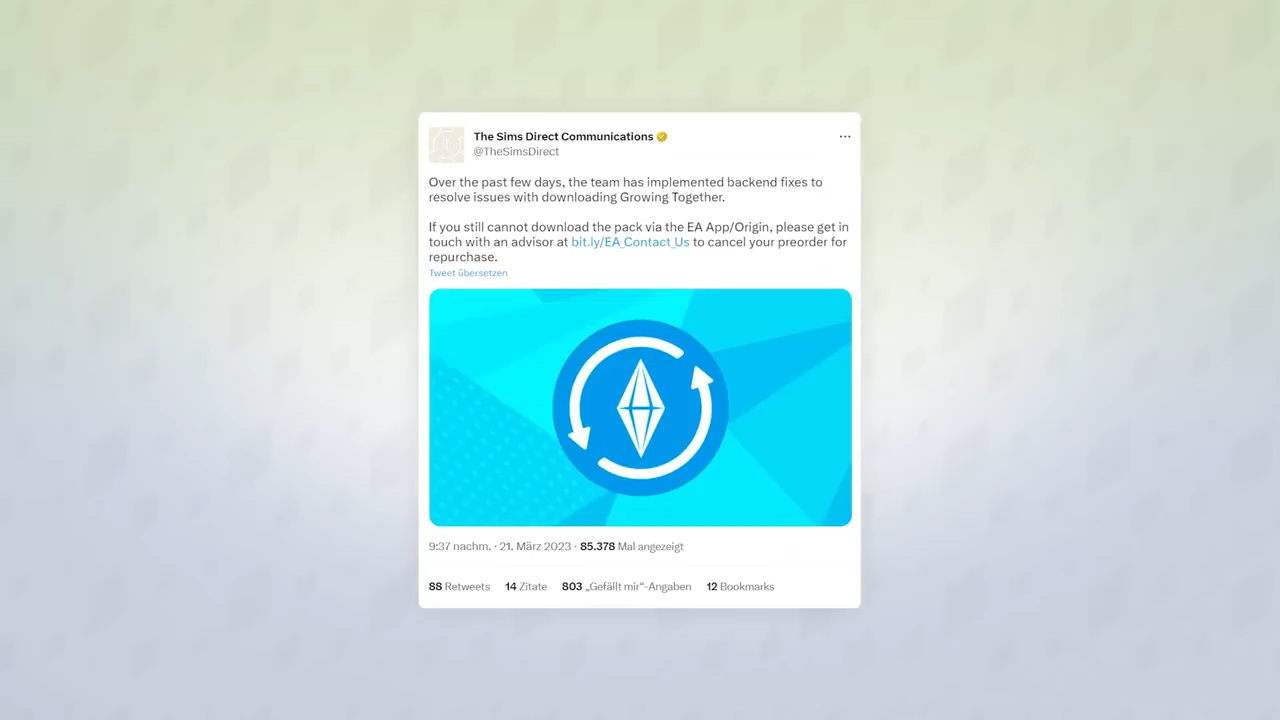 The Sims Direct Communications
@TheSimsDirect
Over the past few days, the team has implemented backend fixes to
resolve issues with downloading Growing Together.
If you still cannot download the pack via the EA App/Origin, please get in
touch with an advisor at bit.ly/EA_Contact_Us to cancel your preorder for
repurchase.
Tweet übersetzen
9:37 nachm. · 21. März 2023 · 85.378 Mal angezeigt
88 Retweets 14 Zitate 803 „Gefällt mir“-Angaben 12 Bookmarks